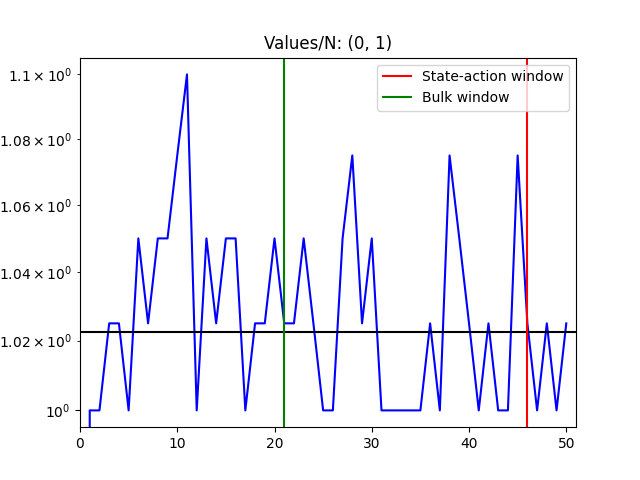 Values/N: (0, 1)
State-action window
Bulk window
1.1 × 10⁰
1.08 × 10⁰
1.06 × 10⁰
1.04 × 10⁰
1.02 × 10⁰
10⁰
0 10 20 30 40 50